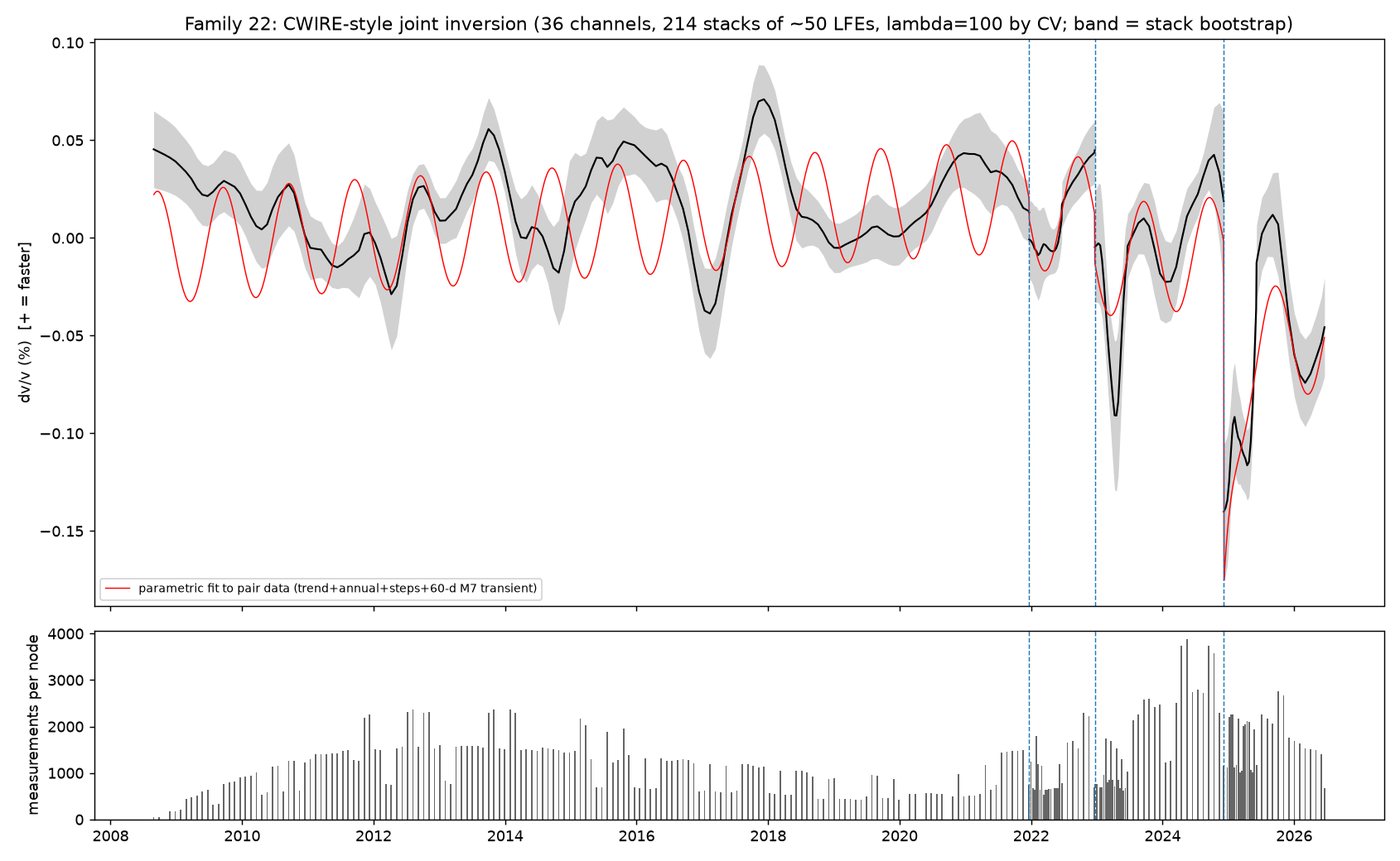 Family 22: CWIRE-style joint inversion (36 channels, 214 stacks of ~50 LFEs, lambda=100 by CV; band = stack bootstrap)
dv/v (%)  [+ = faster]
0.10
0.05
0.00
−0.05
−0.10
−0.15
parametric fit to pair data (trend+annual+steps+60-d M7 transient)
measurements per node
4000
3000
2000
1000
0
2008 2010 2012 2014 2016 2018 2020 2022 2024 2026